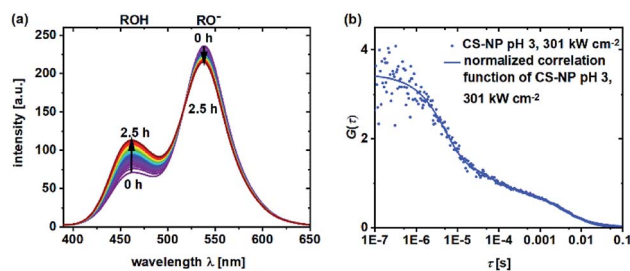 (a)
ROH RO⁻
250
200
150
100
50
0
intensity [a.u.]
0 h
2.5 h
2.5 h
0 h
400 450 500 550 600 650
wavelength λ [nm]
(b)
4
2
0
G(τ)
CS-NP pH 3, 301 kW cm⁻²
normalized correlation
function of CS-NP pH 3,
301 kW cm⁻²
1E-7 1E-6 1E-5 1E-4 0.001 0.01 0.1
τ [s]